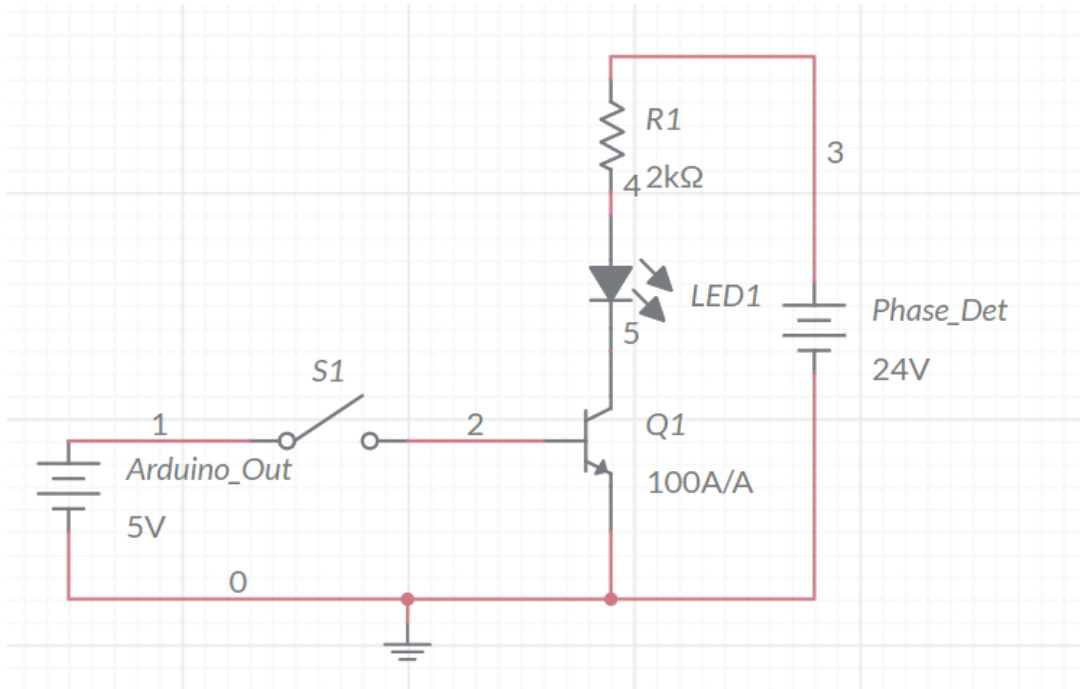 R1
2kΩ
3
4
LED1
Phase_Det
24V
5
S1
1
2
Q1
Arduino_Out
100A/A
5V
0